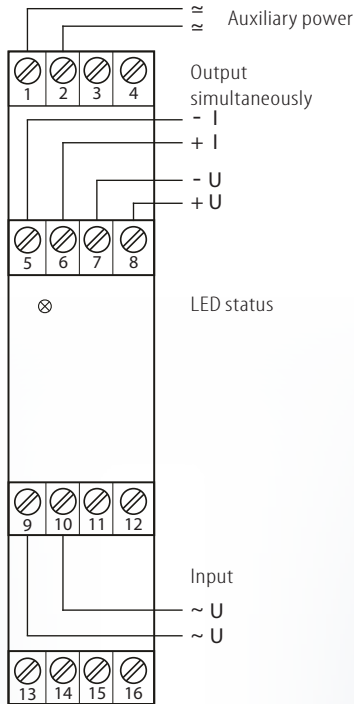 ≃
≃ Auxiliary power
1 2 3 4
Output
simultaneously
- I
+ I
- U
+ U
5 6 7 8
LED status
9 10 11 12
Input
~ U
~ U
13 14 15 16